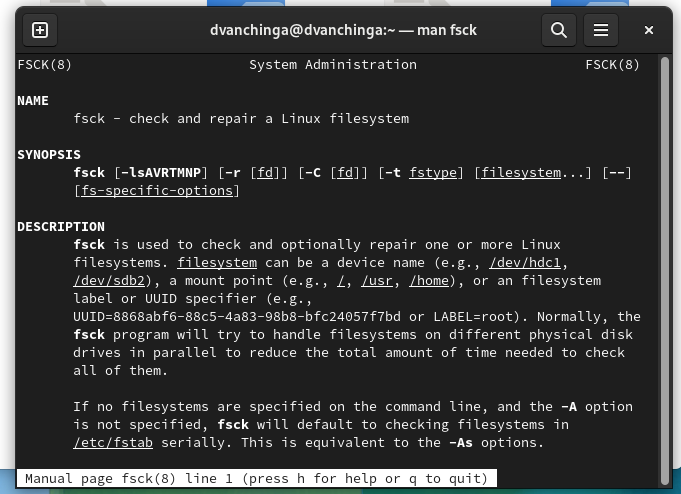 dvanchinga@dvanchinga:~ — man fsck
FSCK(8) System Administration FSCK(8)
NAME
fsck - check and repair a Linux filesystem
SYNOPSIS
fsck [-lsAVRTMNP] [-r [fd]] [-C [fd]] [-t fstype] [filesystem...] [--]
[fs-specific-options]
DESCRIPTION
fsck is used to check and optionally repair one or more Linux
filesystems. filesystem can be a device name (e.g., /dev/hdc1,
/dev/sdb2), a mount point (e.g., /, /usr, /home), or an filesystem
label or UUID specifier (e.g.,
UUID=8868abf6-88c5-4a83-98b8-bfc24057f7bd or LABEL=root). Normally, the
fsck program will try to handle filesystems on different physical disk
drives in parallel to reduce the total amount of time needed to check
all of them.
If no filesystems are specified on the command line, and the -A option
is not specified, fsck will default to checking filesystems in
/etc/fstab serially. This is equivalent to the -As options.
Manual page fsck(8) line 1 (press h for help or q to quit)